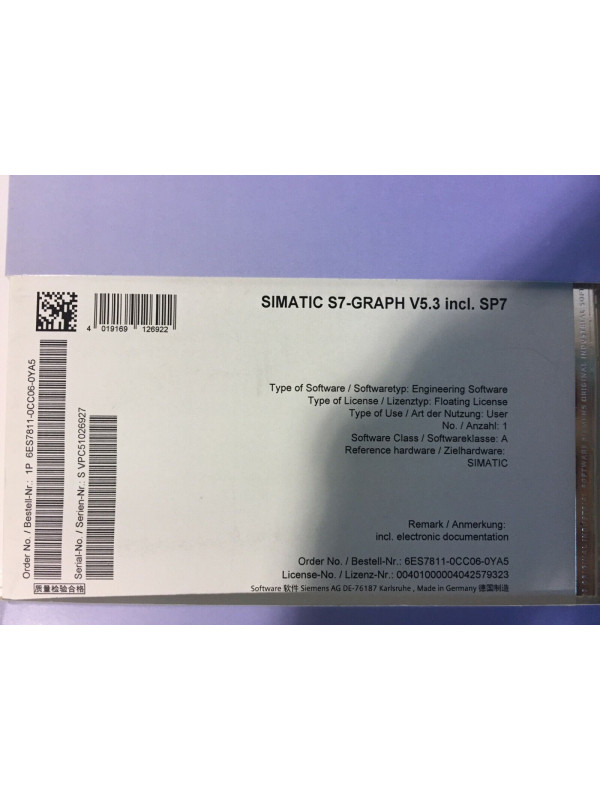 SIMATIC S7-GRAPH V5.3 incl. SP7
4 019169 126922
Order No. / Bestell-Nr.: 1P 6ES7811-0CC06-0YA5
Serial-No. / Serien-Nr.: S VPC51026927
Type of Software / Softwaretyp: Engineering Software
Type of License / Lizenztyp: Floating License
Type of Use / Art der Nutzung: User
No. / Anzahl: 1
Software Class / Softwareklasse: A
Reference hardware / Zielhardware:
SIMATIC
Remark / Anmerkung:
incl. electronic documentation
Order No. / Bestell-Nr.: 6ES7811-0CC06-0YA5
License-No. / Lizenz-Nr.: 00401000004042579323
质量检验合格
Software 软件 Siemens AG DE-76187 Karlsruhe , Made in Germany 德国制造
ORIGINAL INDUSTRIAL SOFTWARE